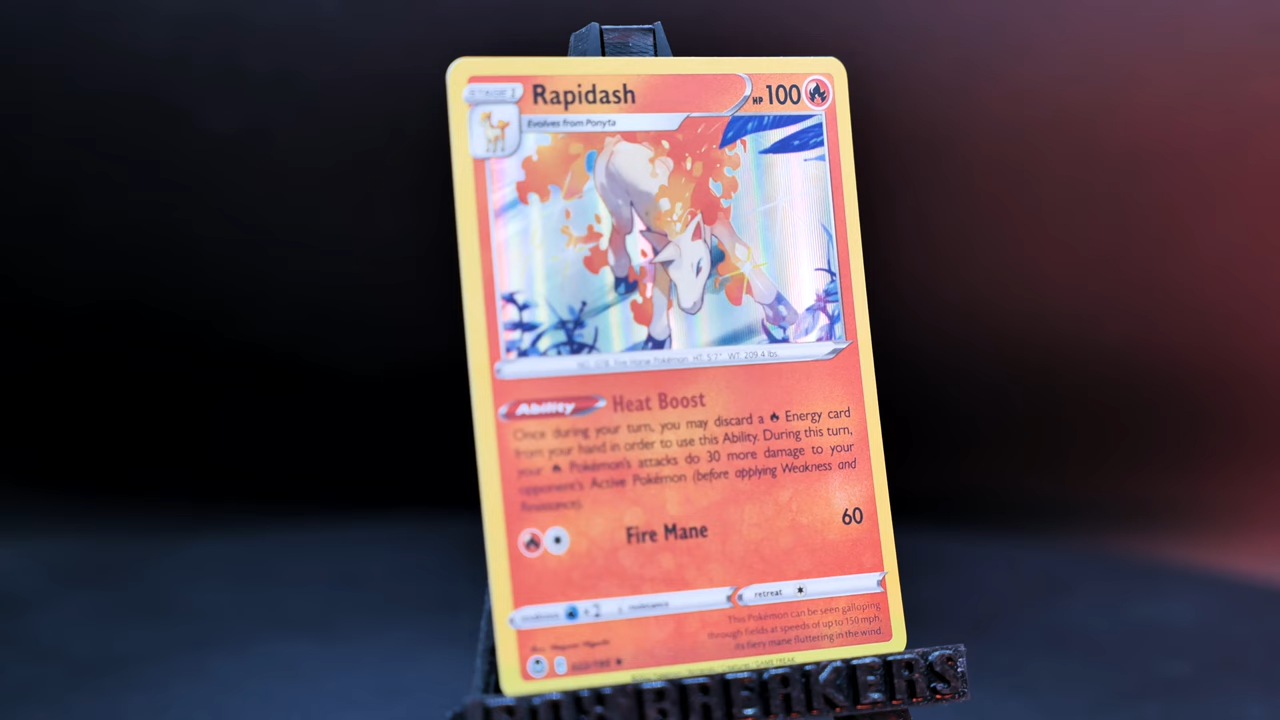 STAGE 1
Rapidash
HP 100
Evolves from Ponyta
NO. 078 Fire Horse Pokémon HT: 5'7" WT: 209.4 lbs
Ability Heat Boost
Once during your turn, you may discard a Energy card
from your hand in order to use this Ability. During this turn,
your Pokémon's attacks do 30 more damage to your
opponent's Active Pokémon (before applying Weakness and
Resistance).
Fire Mane 60
weakness +2 resistance
retreat
This Pokémon can be seen galloping
through fields at speeds of up to 150 mph,
its fiery mane fluttering in the wind.
GAME FREAK
BREAKERS